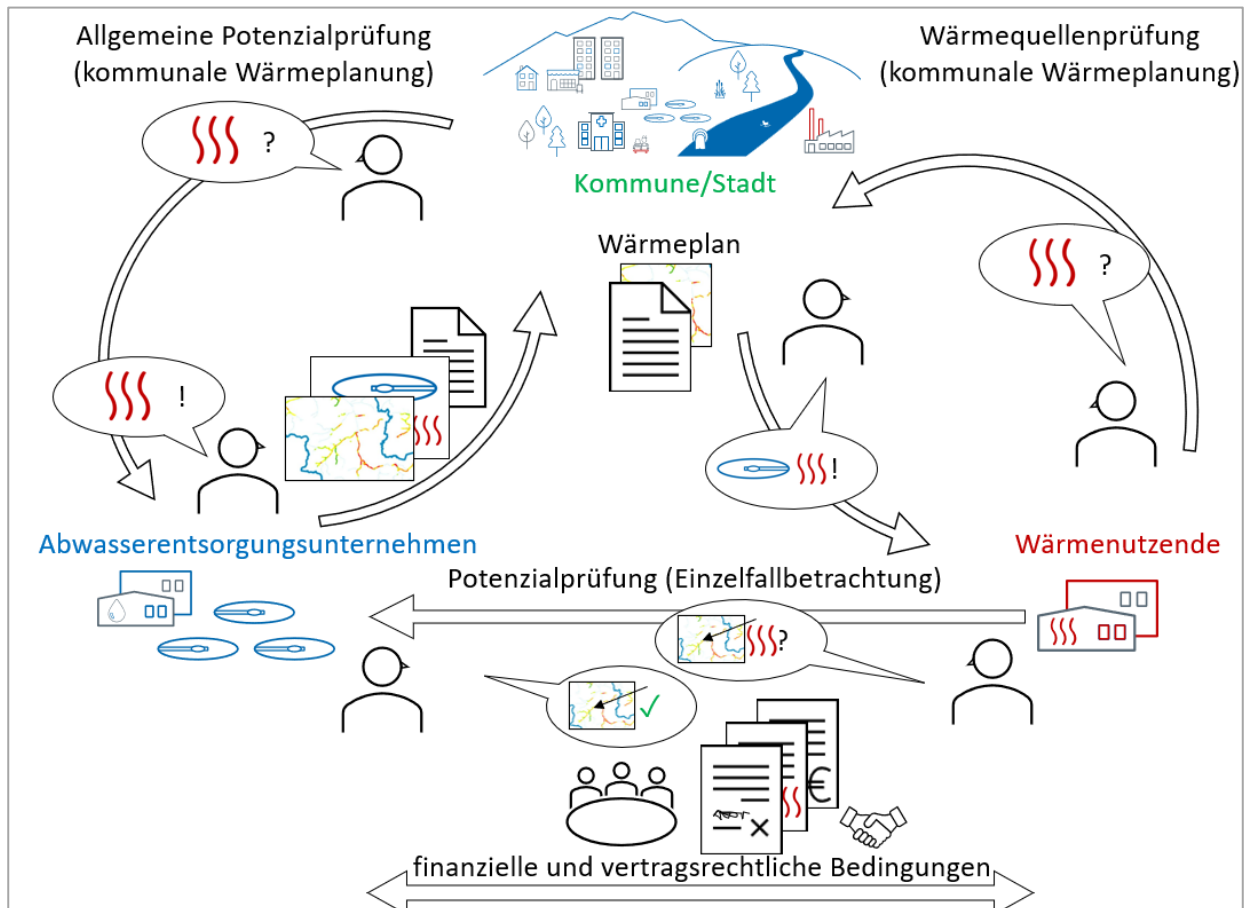 Allgemeine Potenzialprüfung
(kommunale Wärmeplanung)
Wärmequellenprüfung
(kommunale Wärmeplanung)
?
Kommune/Stadt
?
Wärmeplan
!
!
Abwasserentsorgungsunternehmen
Wärmenutzende
Potenzialprüfung (Einzelfallbetrachtung)
?
€
finanzielle und vertragsrechtliche Bedingungen